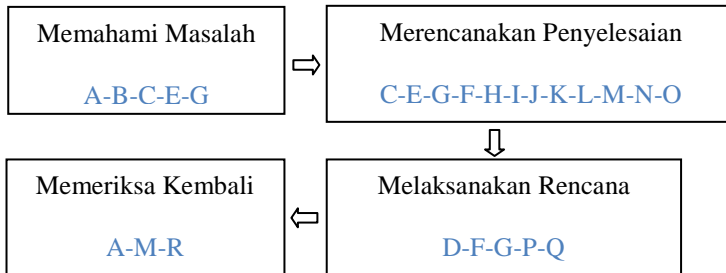 Memahami Masalah
A-B-C-E-G
Merencanakan Penyelesaian
C-E-G-F-H-I-J-K-L-M-N-O
Memeriksa Kembali
A-M-R
Melaksanakan Rencana
D-F-G-P-Q